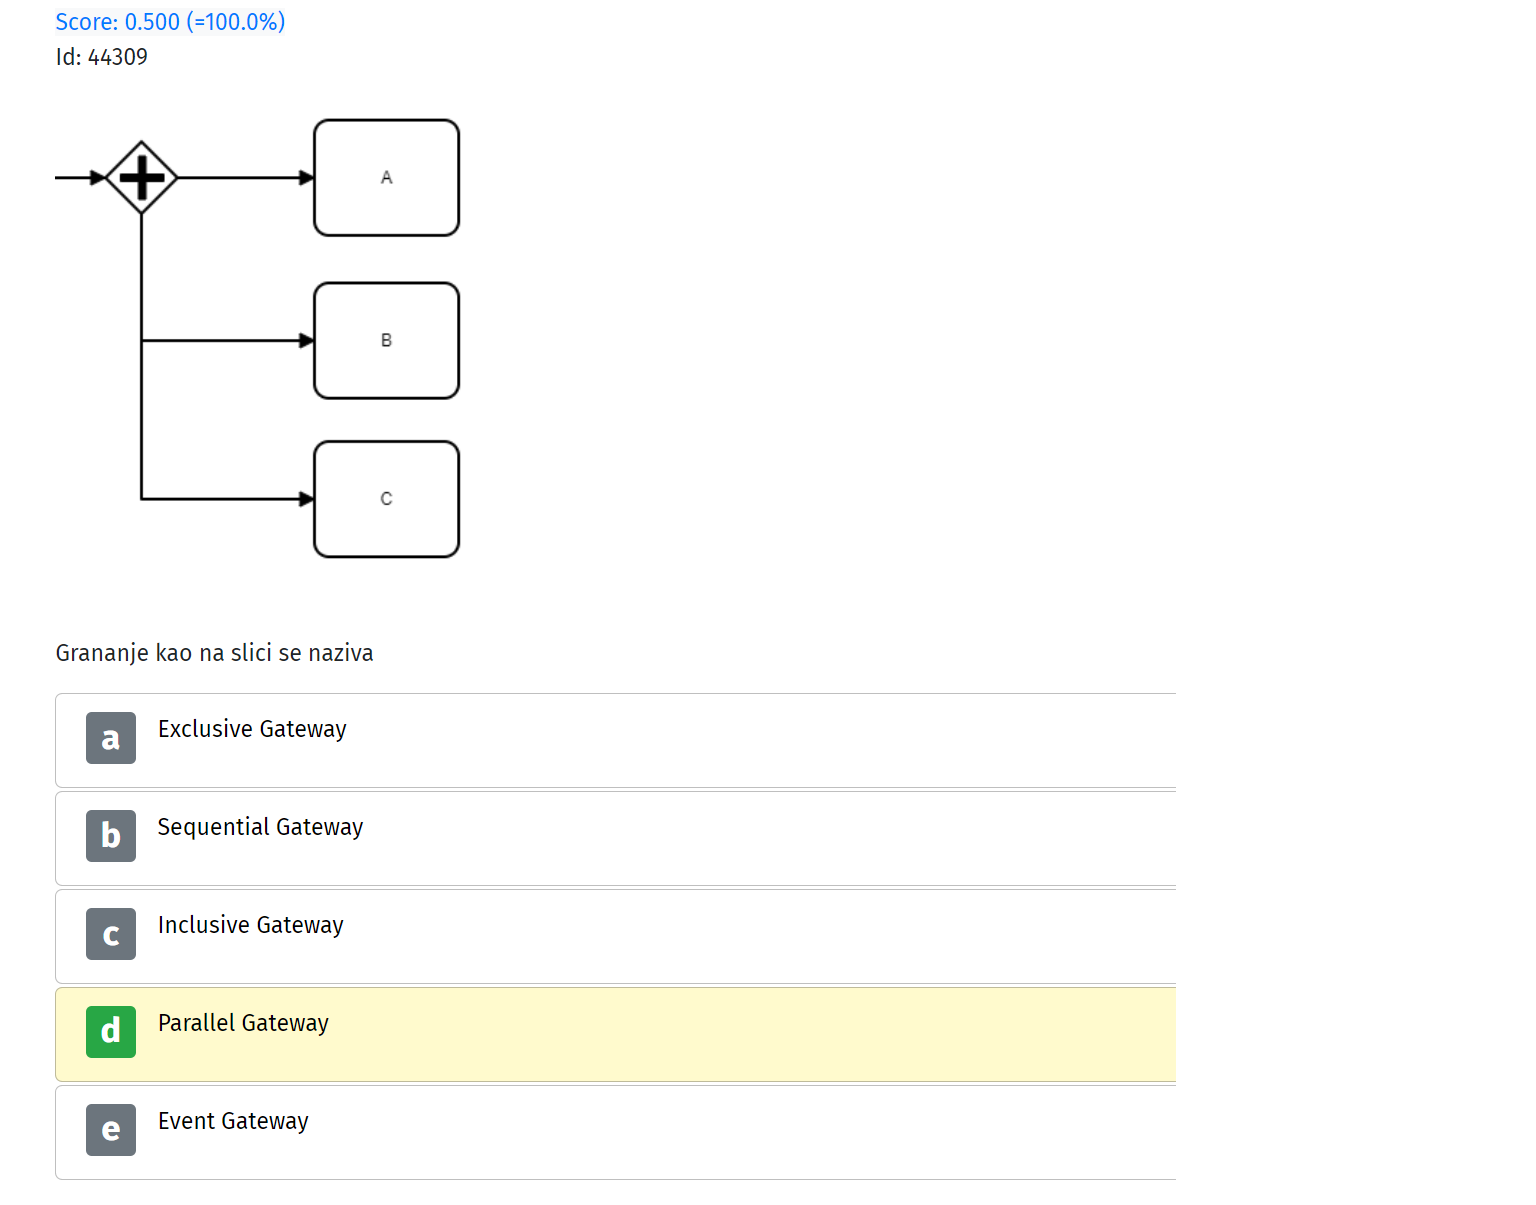 Score: 0.500 (=100.0%)
Id: 44309
A
B
C
Grananje kao na slici se naziva
a Exclusive Gateway
b Sequential Gateway
c Inclusive Gateway
d Parallel Gateway
e Event Gateway